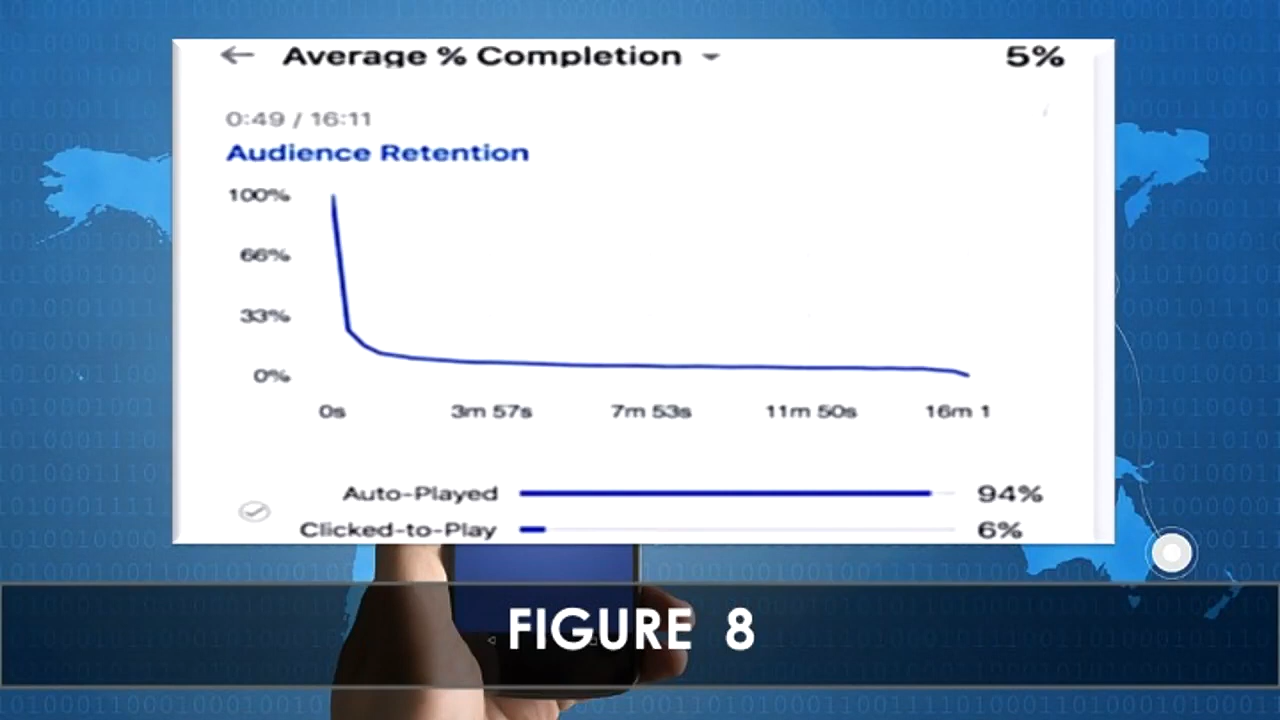 Average % Completion 5%
0:49 / 16:11
Audience Retention
100%
66%
33%
0%
0s 3m 57s 7m 53s 11m 50s 16m 1
Auto-Played 94%
Clicked-to-Play 6%
FIGURE 8